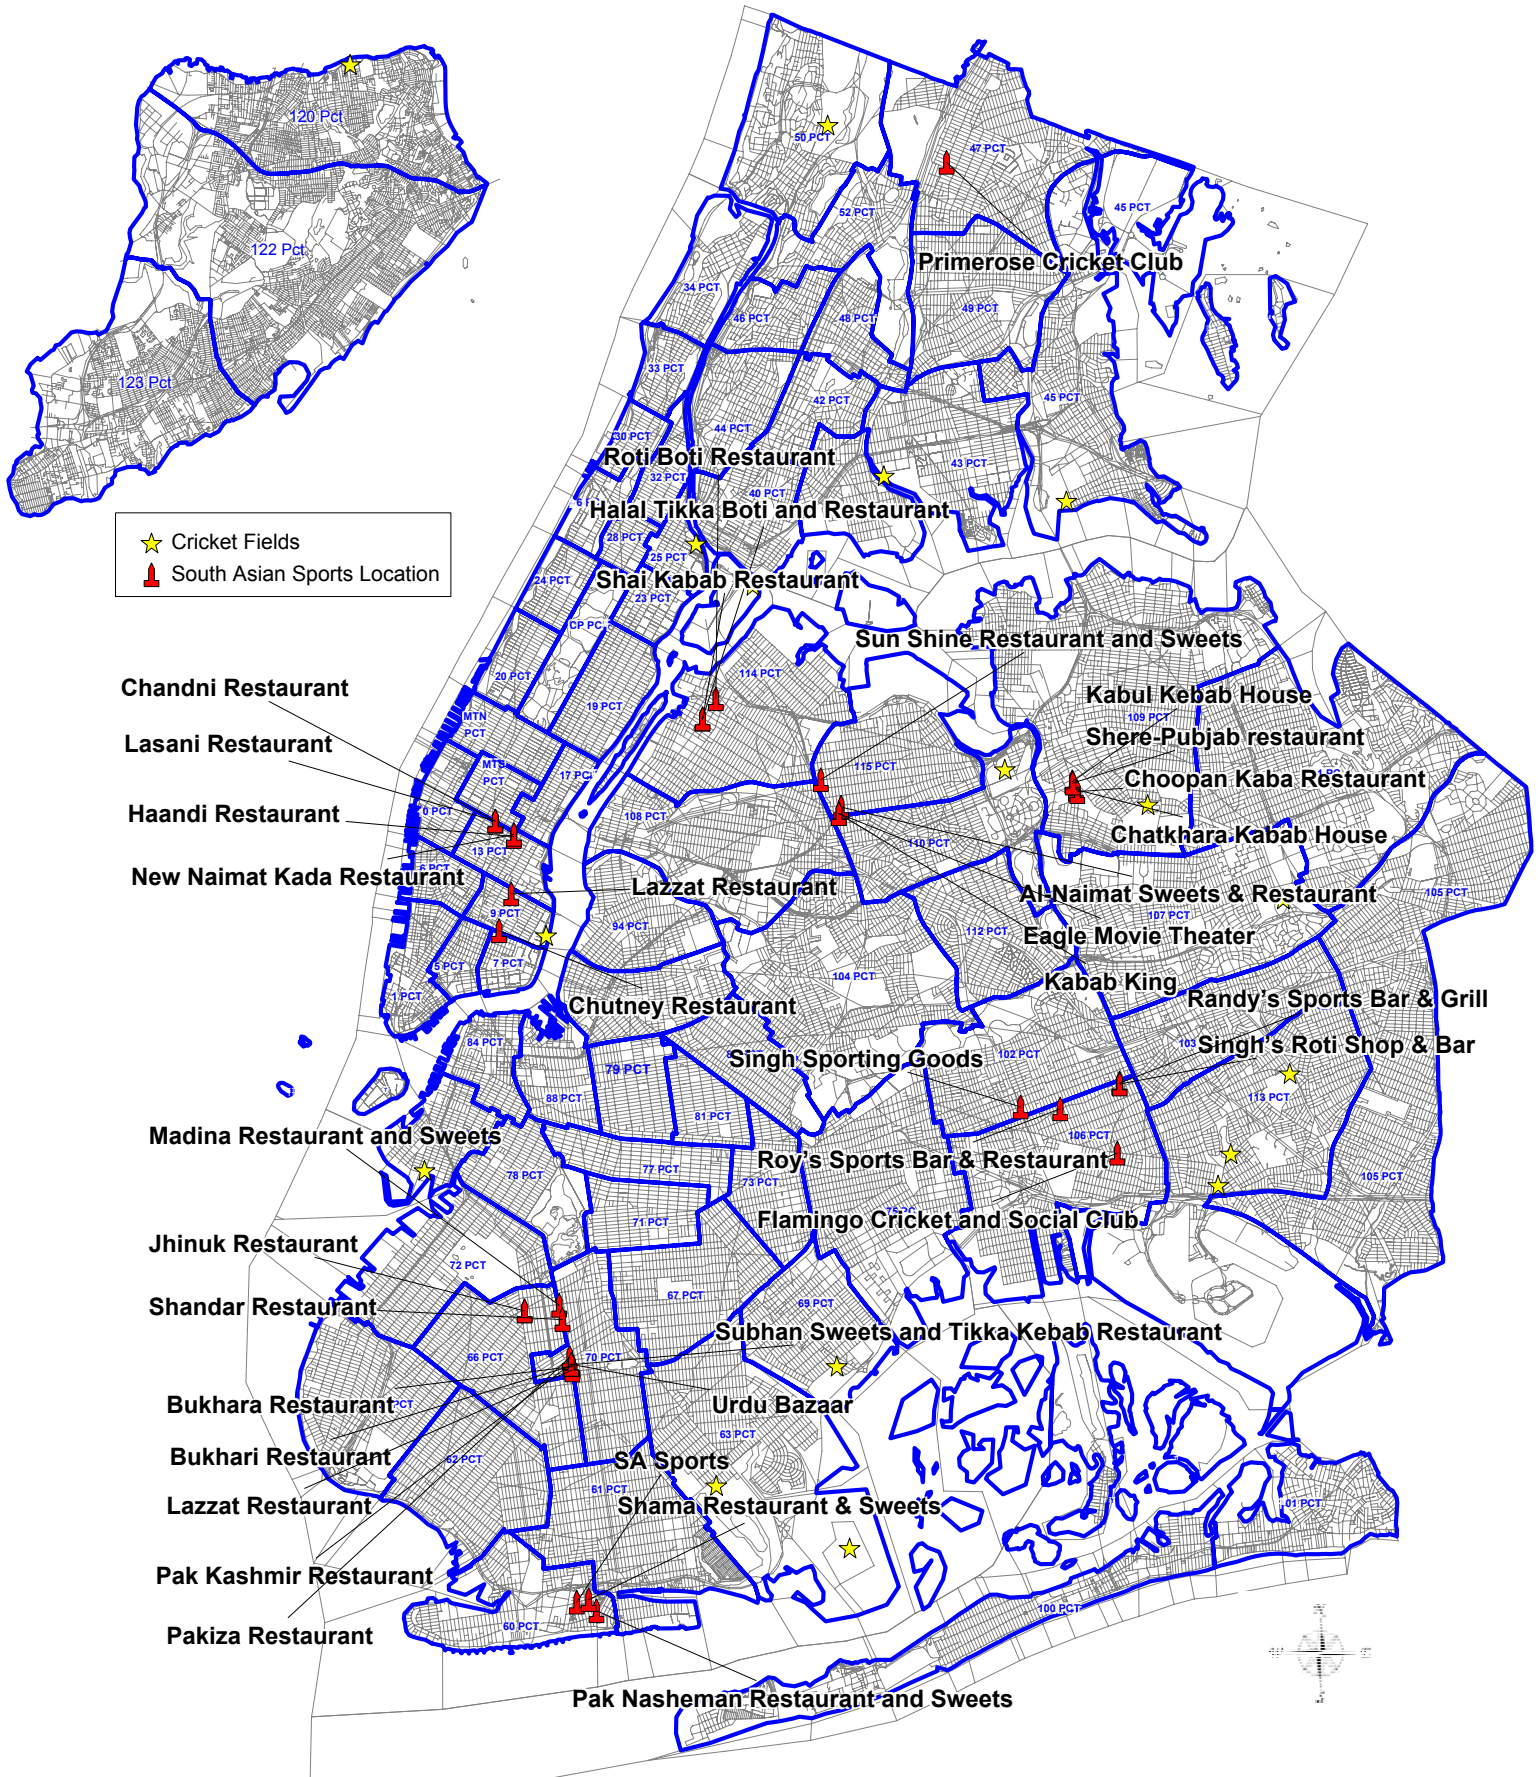 120 Pct
50 PCT
47 PCT
52 PCT
45 PCT
122 Pct
Primerose Cricket Club
34 PCT
46 PCT
48 PCT
49 PCT
123 Pct
33 PCT
42 PCT
45 PCT
44 PCT
30 PCT
Roti Boti Restaurant
43 PCT
32 PCT
40 PCT
Halal Tikka Boti and Restaurant
Cricket Fields
28 PCT
25 PCT
South Asian Sports Location
24 PCT
Shai Kabab Restaurant
23 PCT
CP PCT
Sun Shine Restaurant and Sweets
114 PCT
20 PCT
Chandni Restaurant
Kabul Kebab House
19 PCT
109 PCT
MTN
PCT
Lasani Restaurant
Shere-Pubjab restaurant
MTS
PCT
17 PCT
115 PCT
Choopan Kaba Restaurant
Haandi Restaurant
0 PCT
108 PCT
Chatkhara Kabab House
13 PCT
110 PCT
6 PCT
New Naimat Kada Restaurant
Lazzat Restaurant
Al-Naimat Sweets & Restaurant
105 PCT
9 PCT
107 PCT
94 PCT
112 PCT
Eagle Movie Theater
5 PCT
7 PCT
104 PCT
Kabab King
1 PCT
Chutney Restaurant
Randy's Sports Bar & Grill
84 PCT
103
Singh's Roti Shop & Bar
Singh Sporting Goods
102 PCT
79 PCT
88 PCT
113 PCT
81 PCT
Madina Restaurant and Sweets
106 PCT
Roy's Sports Bar & Restaurant
78 PCT
77 PCT
73 PCT
105 PCT
71 PCT
Flamingo Cricket and Social Club
Jhinuk Restaurant
72 PCT
67 PCT
69 PCT
Shandar Restaurant
Subhan Sweets and Tikka Kebab Restaurant
66 PCT
70 PCT
Bukhara Restaurant
Urdu Bazaar
63 PCT
Bukhari Restaurant
62 PCT
SA Sports
61 PCT
Lazzat Restaurant
Shama Restaurant & Sweets
01 PCT
Pak Kashmir Restaurant
100 PCT
60 PCT
Pakiza Restaurant
Pak Nasheman Restaurant and Sweets